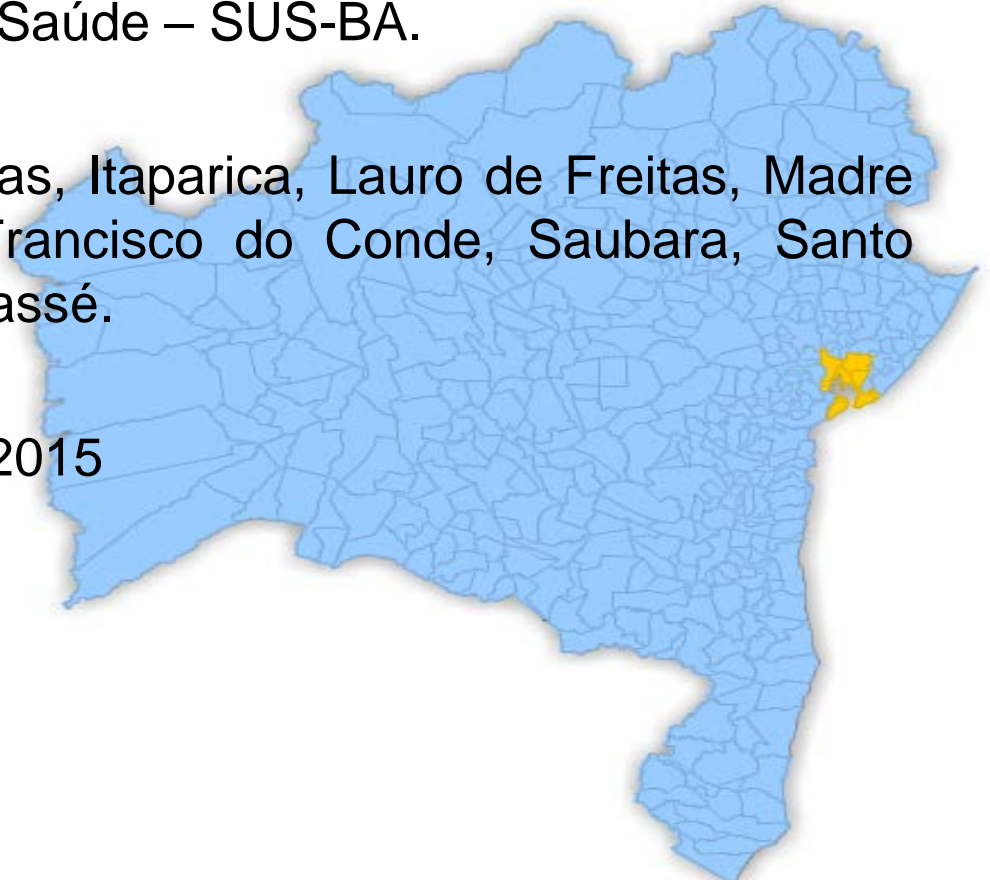 Saúde – SUS-BA.
as, Itaparica, Lauro de Freitas, Madre
Francisco do Conde, Saubara, Santo
assé.
2015